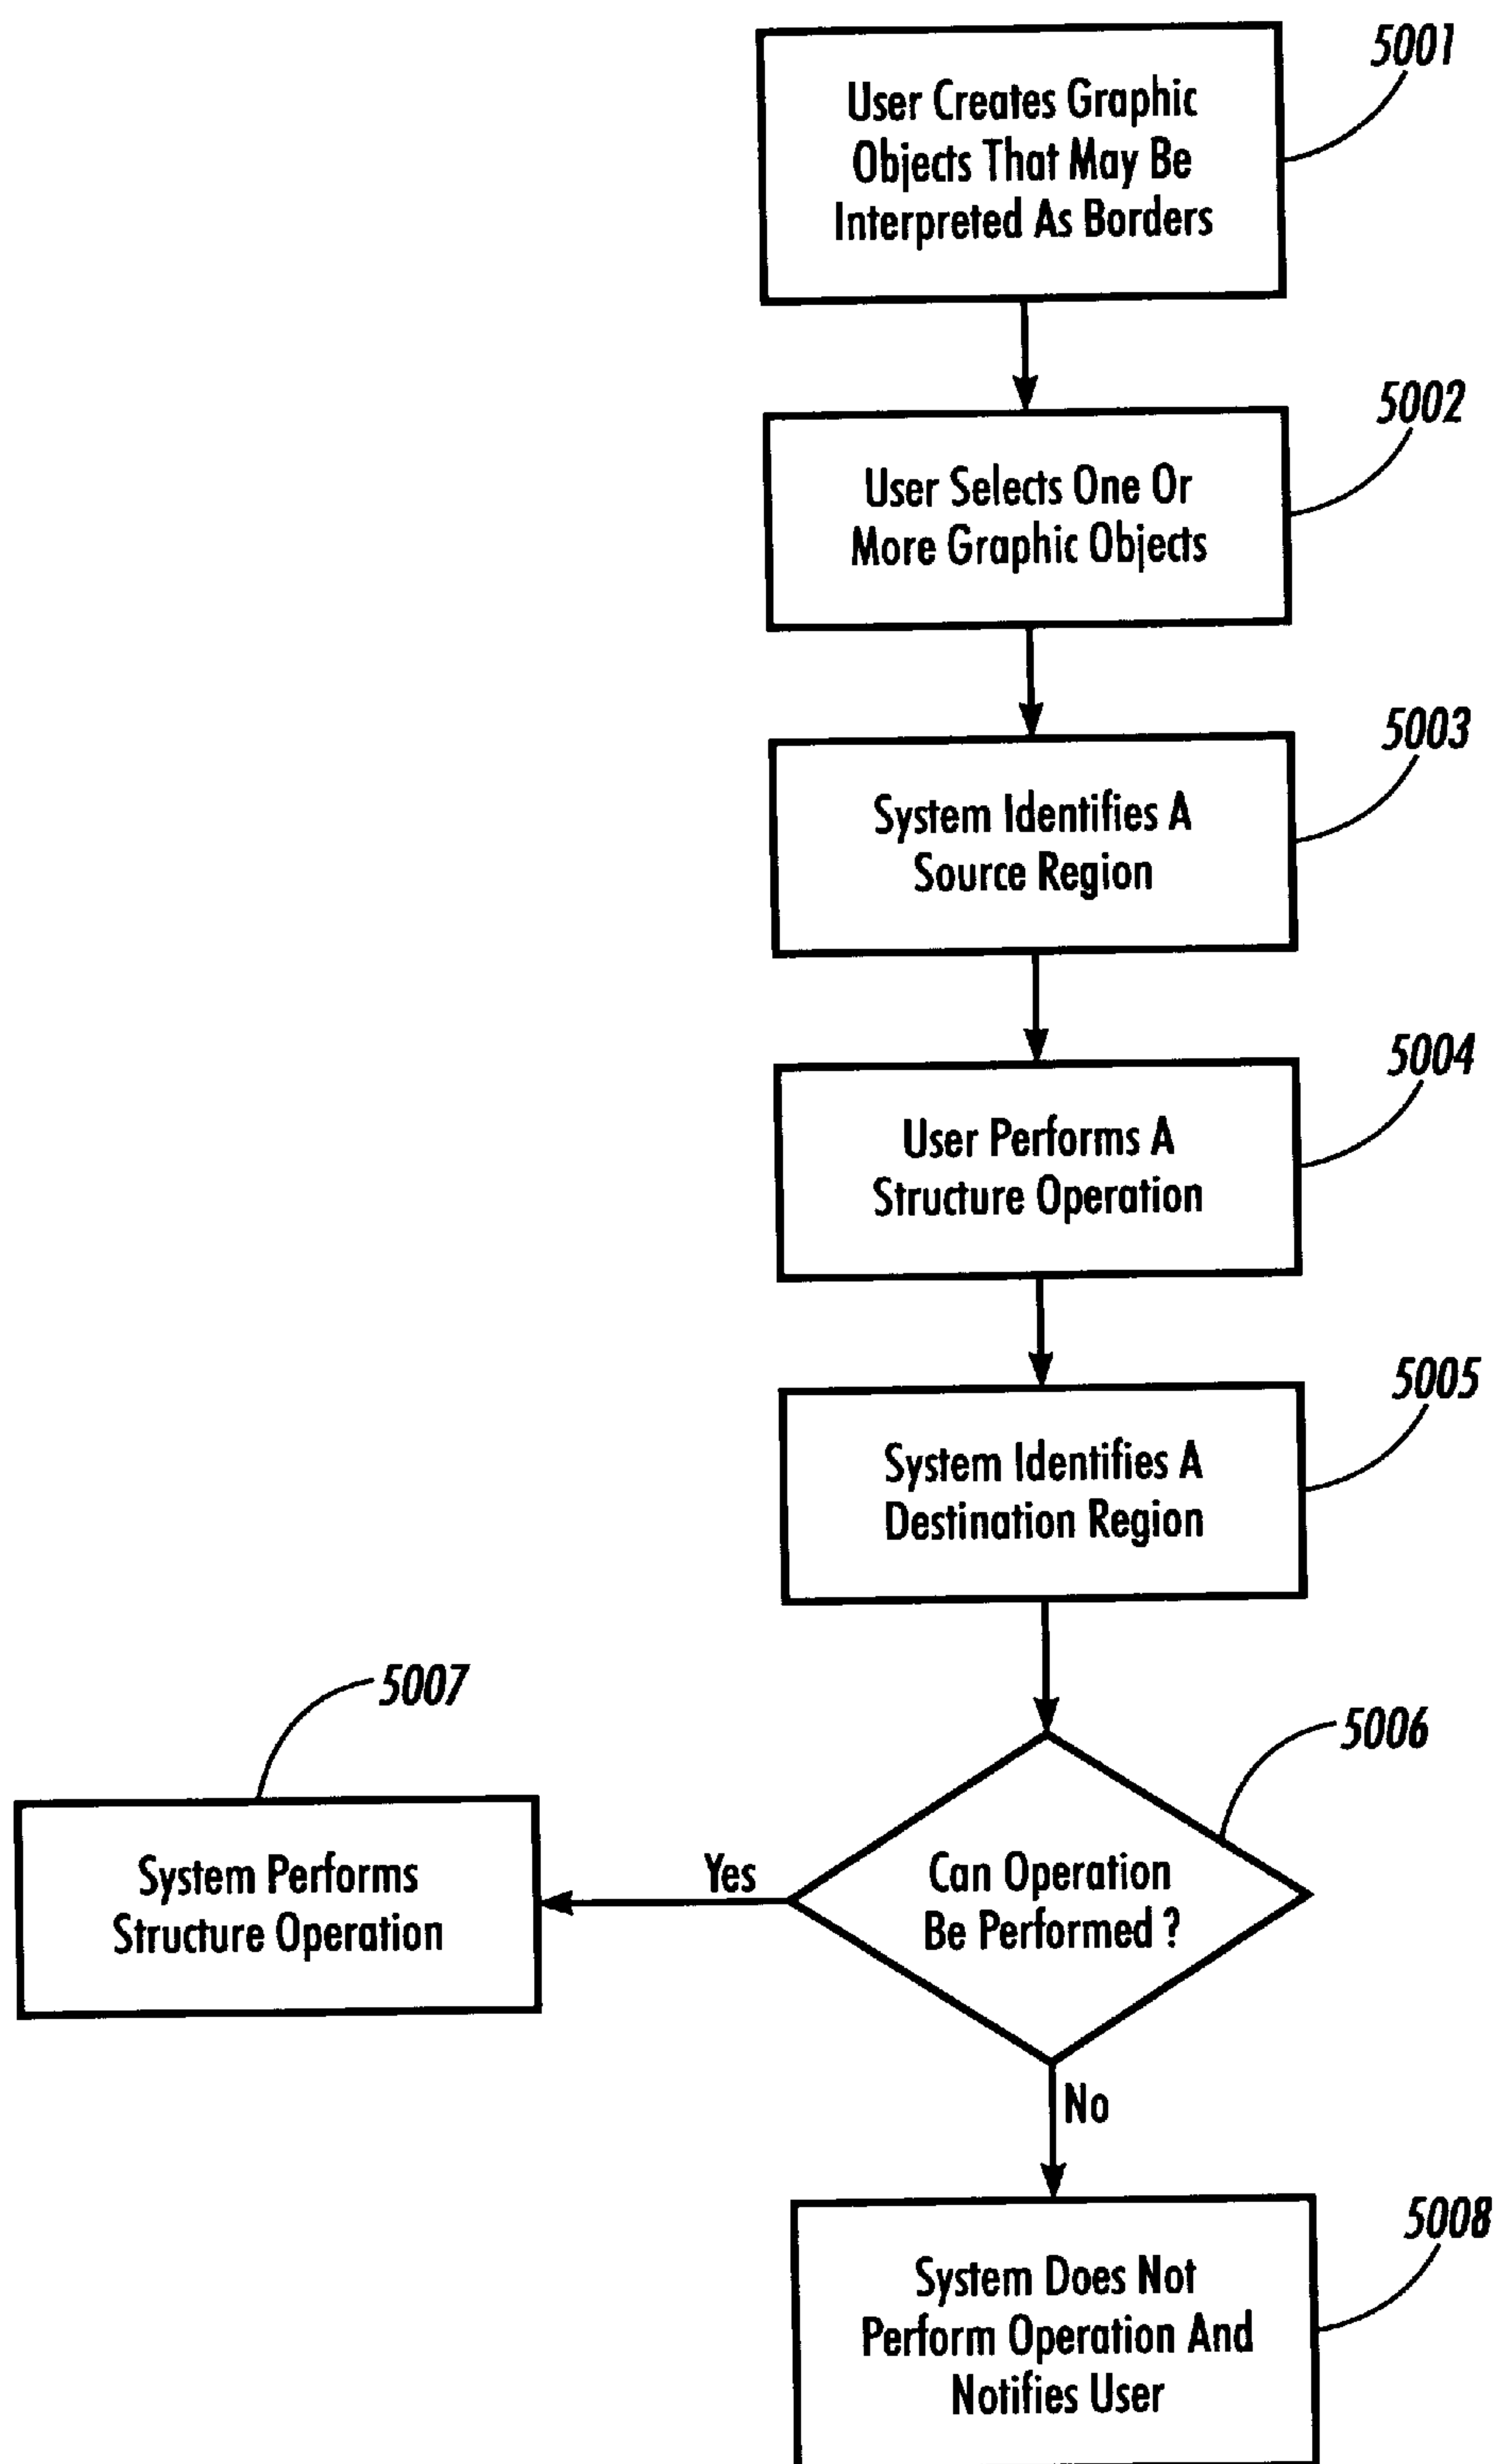 5001
User Creates Graphic
Objects That May Be
Interpreted As Borders
5002
User Selects One Or
More Graphic Objects
5003
System Identifies A
Source Region
5004
User Performs A
Structure Operation
5005
System Identifies A
Destination Region
5007
5006
System Performs
Structure Operation
Yes
Can Operation
Be Performed ?
No
5008
System Does Not
Perform Operation And
Notifies User